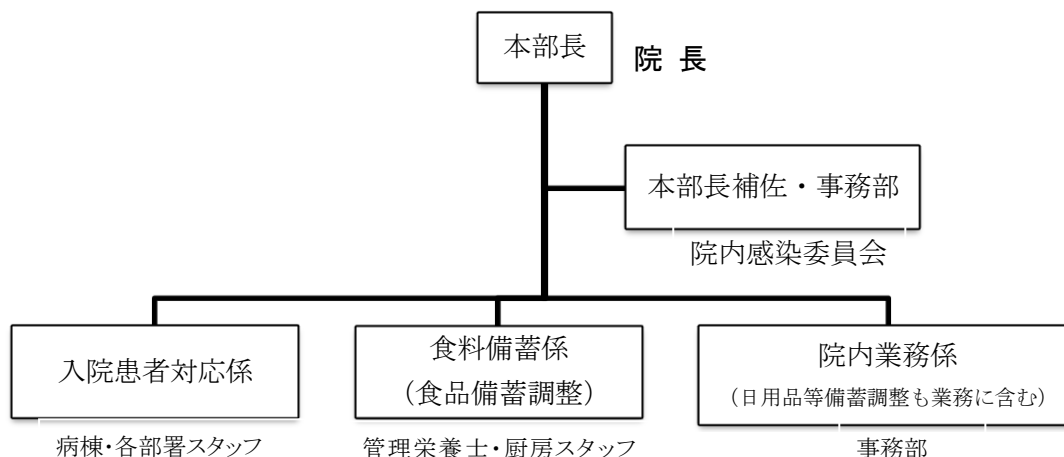 本部長
院 長
本部長補佐・事務部
院内感染委員会
入院患者対応係
病棟・各部署スタッフ
食料備蓄係
（食品備蓄調整）
管理栄養士・厨房スタッフ
院内業務係
（日用品等備蓄調整も業務に含む）
事務部